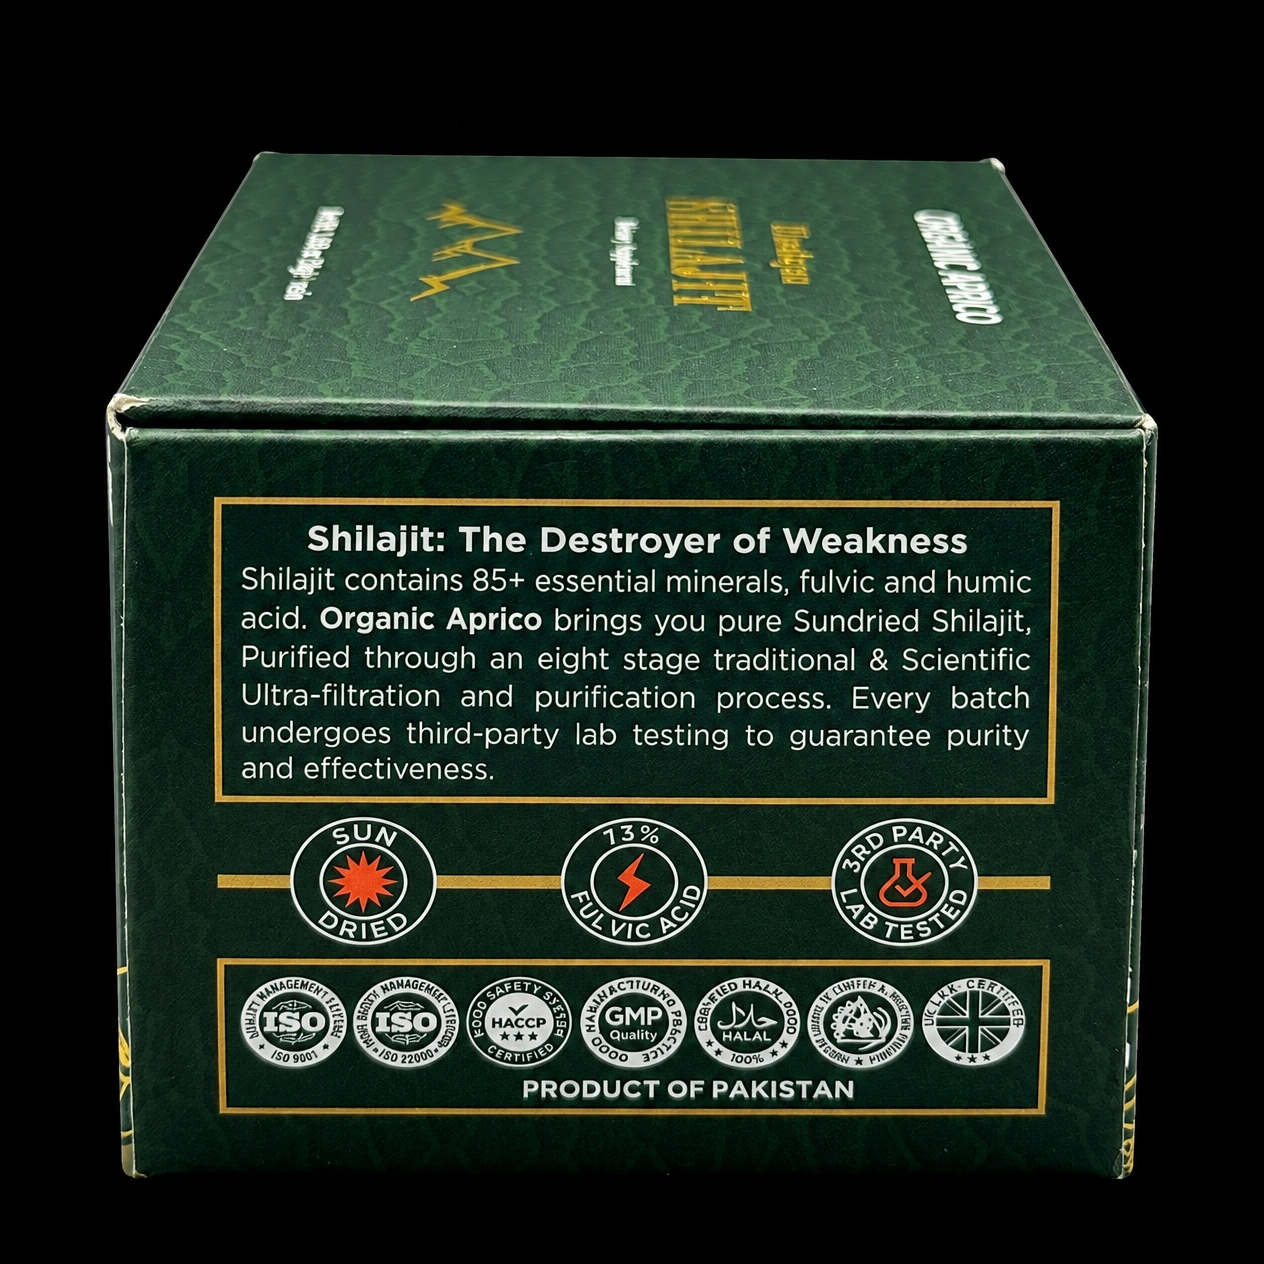 ORGANIC APRICO
SHILAJIT
Shilajit: The Destroyer of Weakness
Shilajit contains 85+ essential minerals, fulvic and humic
acid. Organic Aprico brings you pure Sundried Shilajit,
Purified through an eight stage traditional & Scientific
Ultra-filtration and purification process. Every batch
undergoes third-party lab testing to guarantee purity
and effectiveness.
SUN
DRIED
73%
FULVIC ACID
3RD PARTY
LAB TESTED
MANAGEMENT
ISO
ISO 9001
MANAGEMENT
ISO
ISO 22000
FOOD SAFETY
HACCP
CERTIFIED
GMP
Quality
حلال
HALAL
100%
PRODUCT OF PAKISTAN